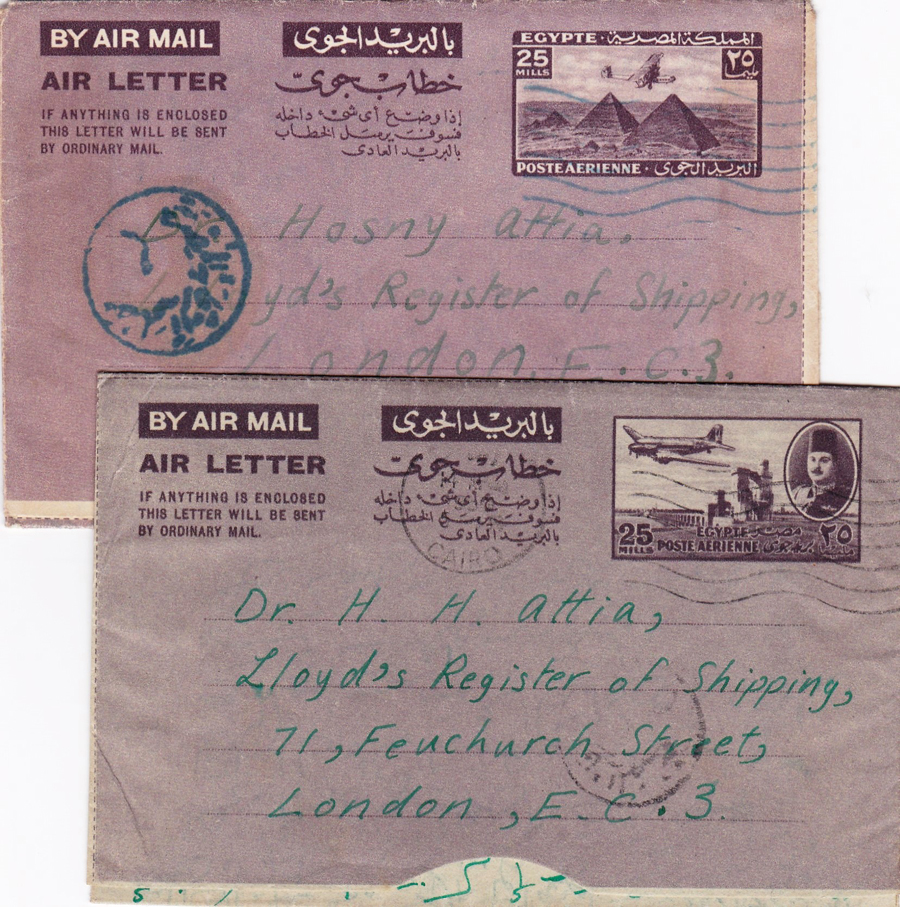 BY AIR MAIL
AIR LETTER
IF ANYTHING IS ENCLOSED
THIS LETTER WILL BE SENT
BY ORDINARY MAIL.
بالبريد الجوى
خطاب جوى
إذا وضع أى شئ داخله
فسوف يرسل الخطاب
بالبريد العادى
EGYPTE · المملكة المصرية
25 MILLS
٢٥ مليما
POSTE AERIENNE · البريد الجوى
Dr. Hosny Attia.
Lloyd's Register of Shipping,
London, E.C.3.
BY AIR MAIL
AIR LETTER
IF ANYTHING IS ENCLOSED
THIS LETTER WILL BE SENT
BY ORDINARY MAIL.
بالبريد الجوى
خطاب جوى
إذا وضع أى شئ داخله
فسوف يرسل الخطاب
بالبريد العادى
CAIRO
25 MILLS
EGYPTE مصر
POSTE AERIENNE
٢٥
Dr. H. H. Attia,
Lloyd's Register of Shipping,
71, Feuchurch Street,
London, E.C.3.